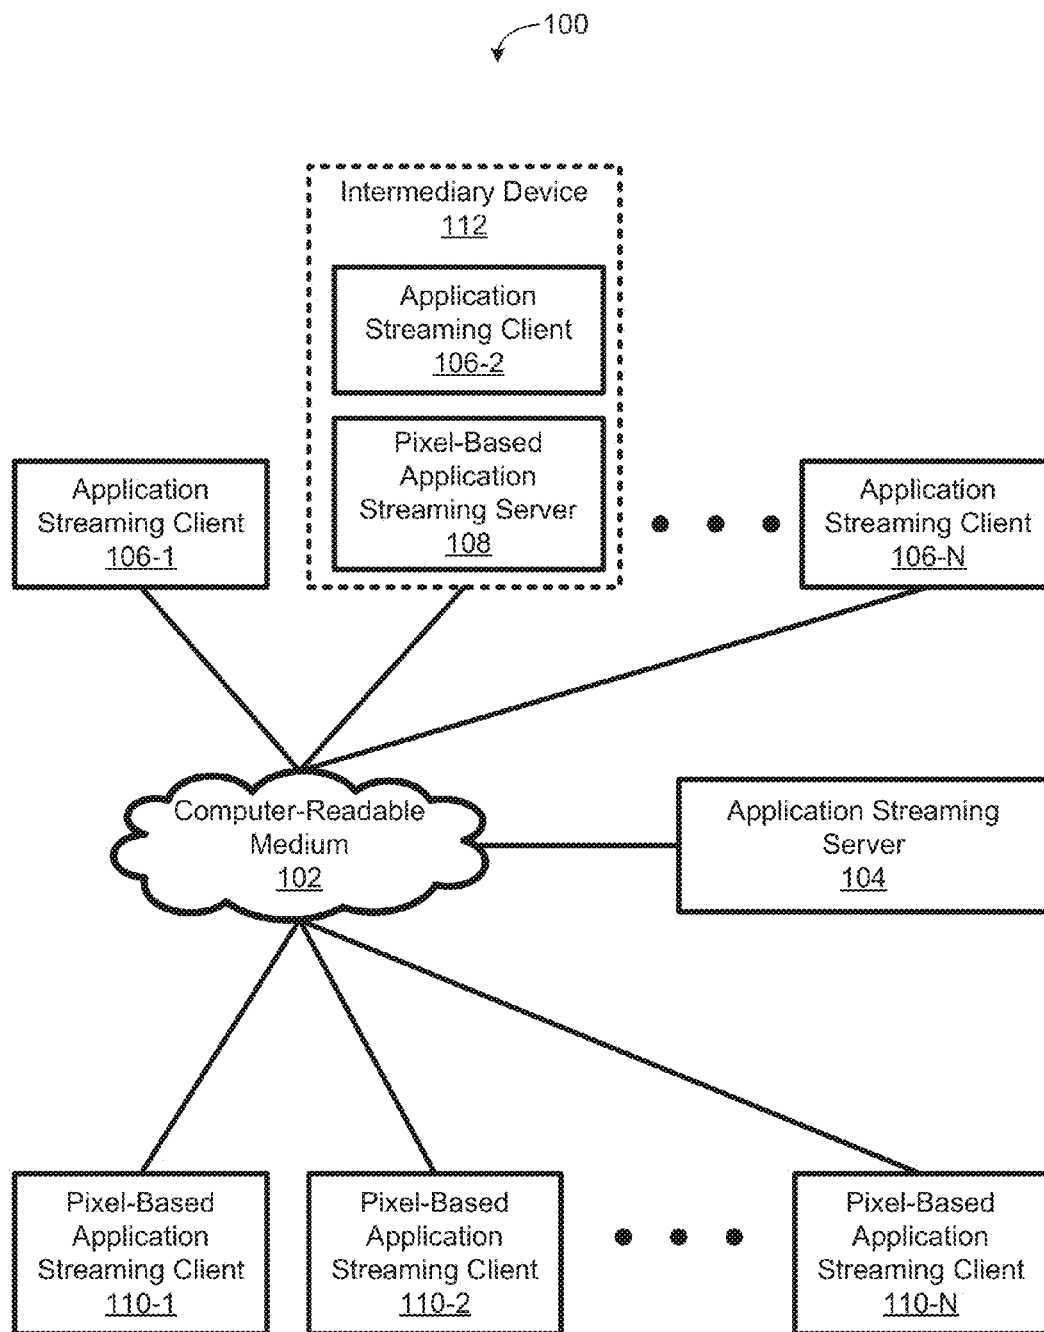 100
Intermediary Device
112
Application
Streaming Client
106-2
Pixel-Based
Application
Streaming Server
108
Application
Streaming Client
106-1
Application
Streaming Client
106-N
Computer-Readable
Medium
102
Application Streaming
Server
104
Pixel-Based
Application
Streaming Client
110-1
Pixel-Based
Application
Streaming Client
110-2
Pixel-Based
Application
Streaming Client
110-N